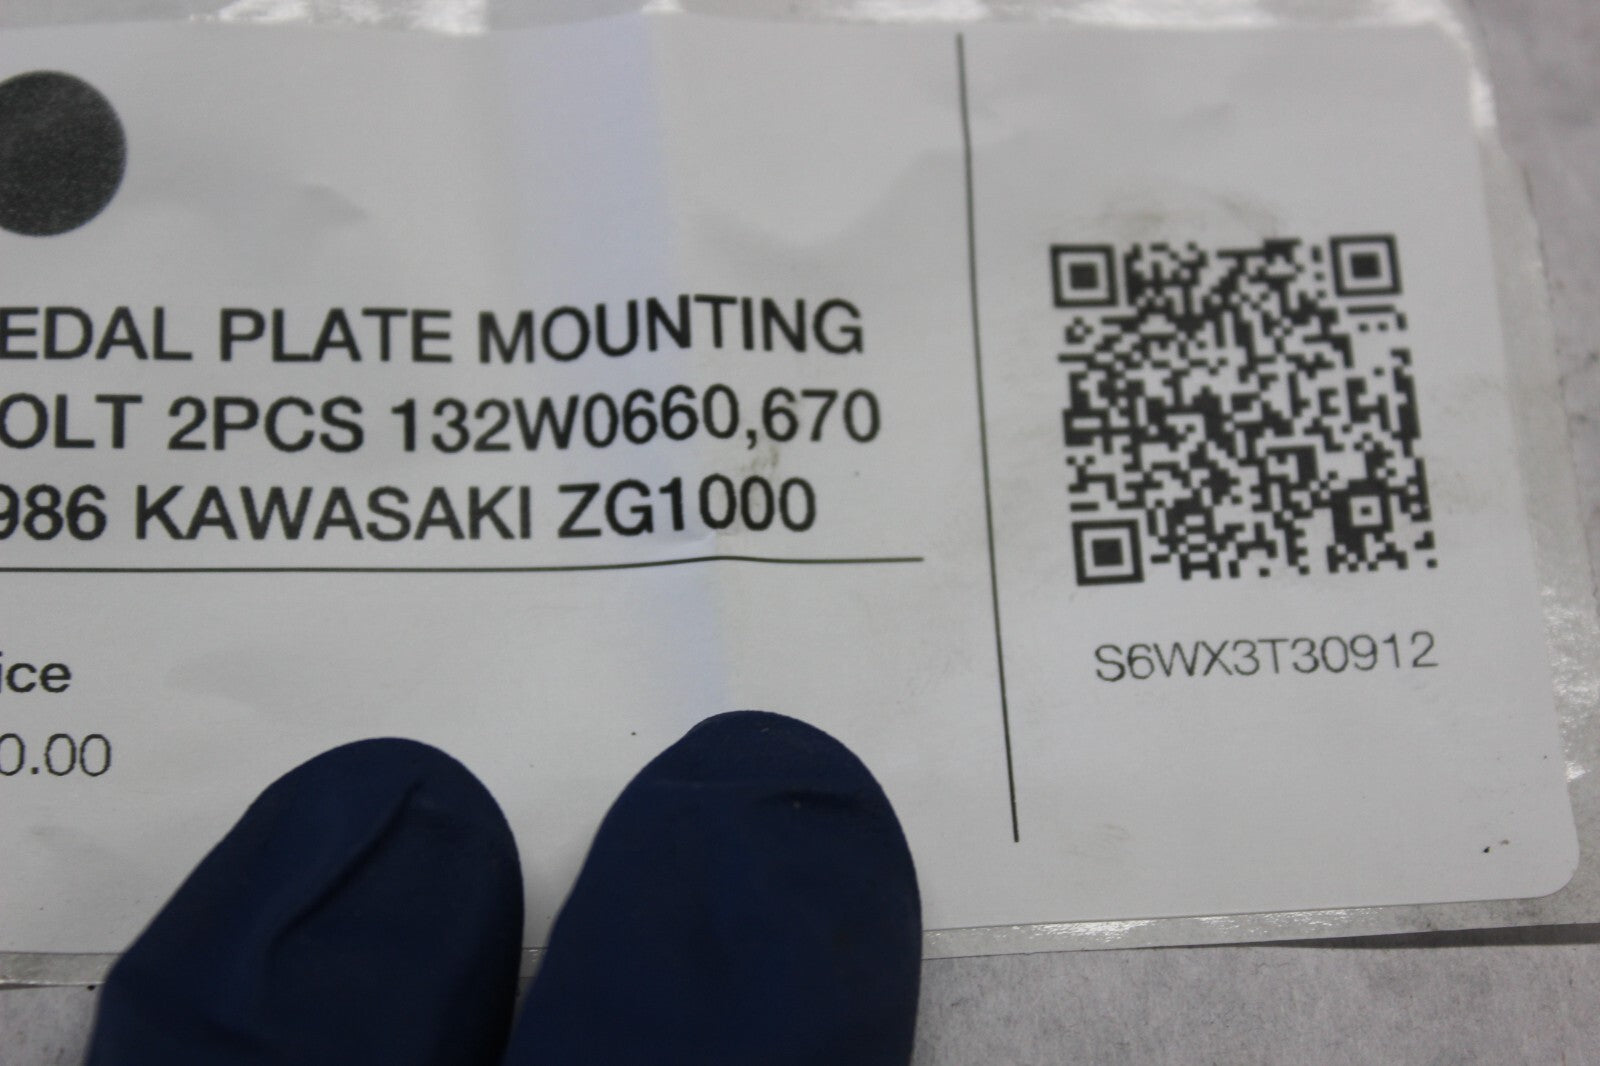 EDAL PLATE MOUNTING
OLT 2PCS 132W0660,670
986 KAWASAKI ZG1000
ice
0.00
S6WX3T30912